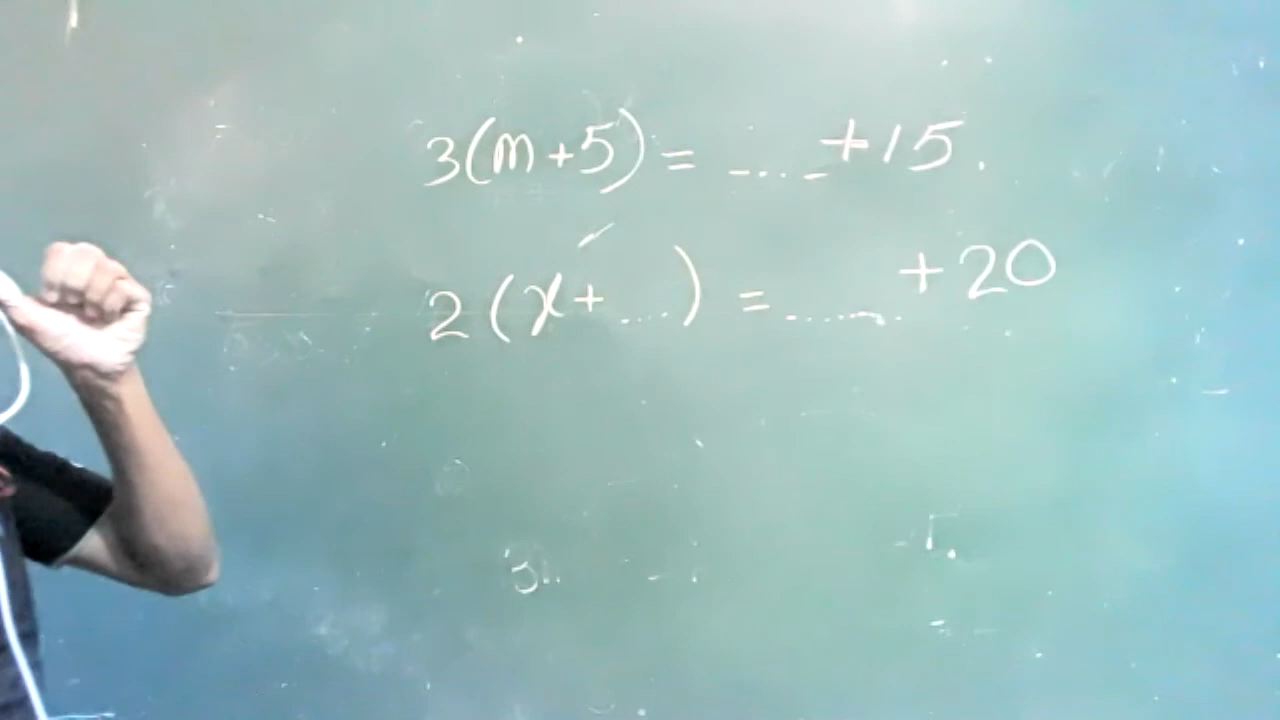 3(m+5) = ....+15.
2(x+ ....) = ......+20